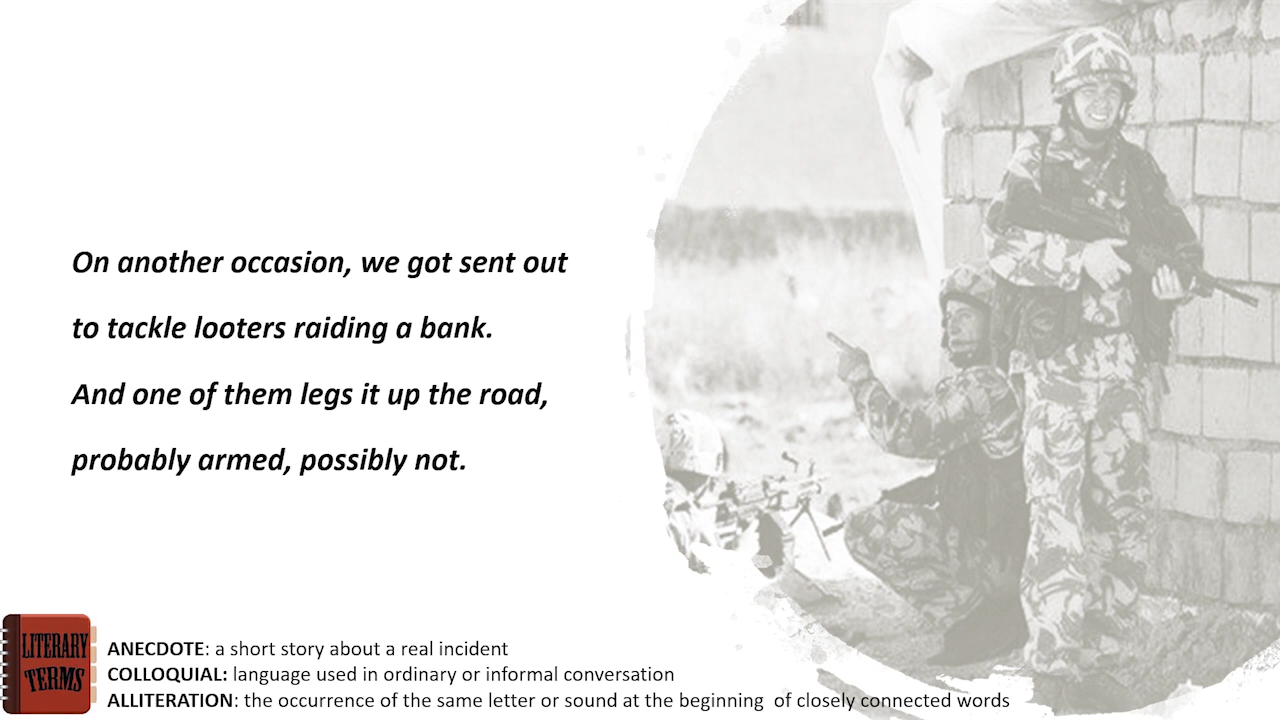 On another occasion, we got sent out
to tackle looters raiding a bank.
And one of them legs it up the road,
probably armed, possibly not.
LITERARY
TERMS
ANECDOTE: a short story about a real incident
COLLOQUIAL: language used in ordinary or informal conversation
ALLITERATION: the occurrence of the same letter or sound at the beginning  of closely connected words